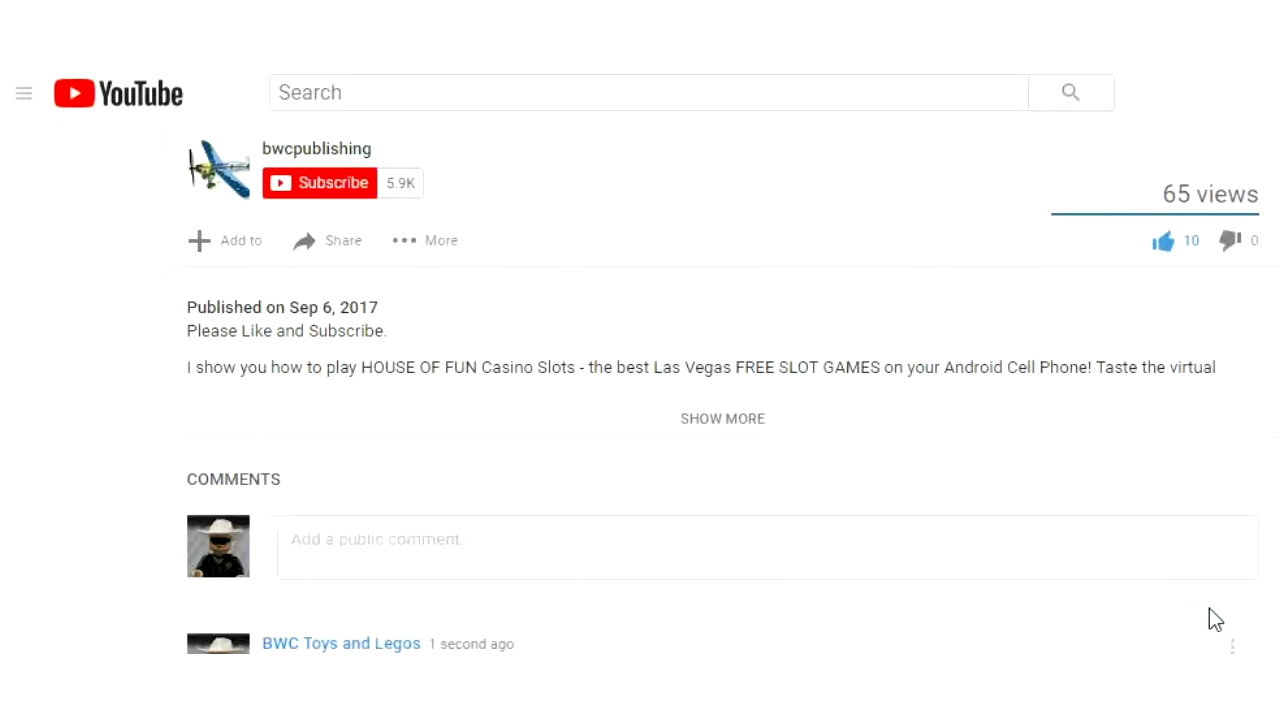 YouTube
Search
bwcpublishing
Subscribe 5.9K
65 views
Add to Share More
10 0
Published on Sep 6, 2017
Please Like and Subscribe.
I show you how to play HOUSE OF FUN Casino Slots - the best Las Vegas FREE SLOT GAMES on your Android Cell Phone! Taste the virtual
SHOW MORE
COMMENTS
Add a public comment.
BWC Toys and Legos 1 second ago